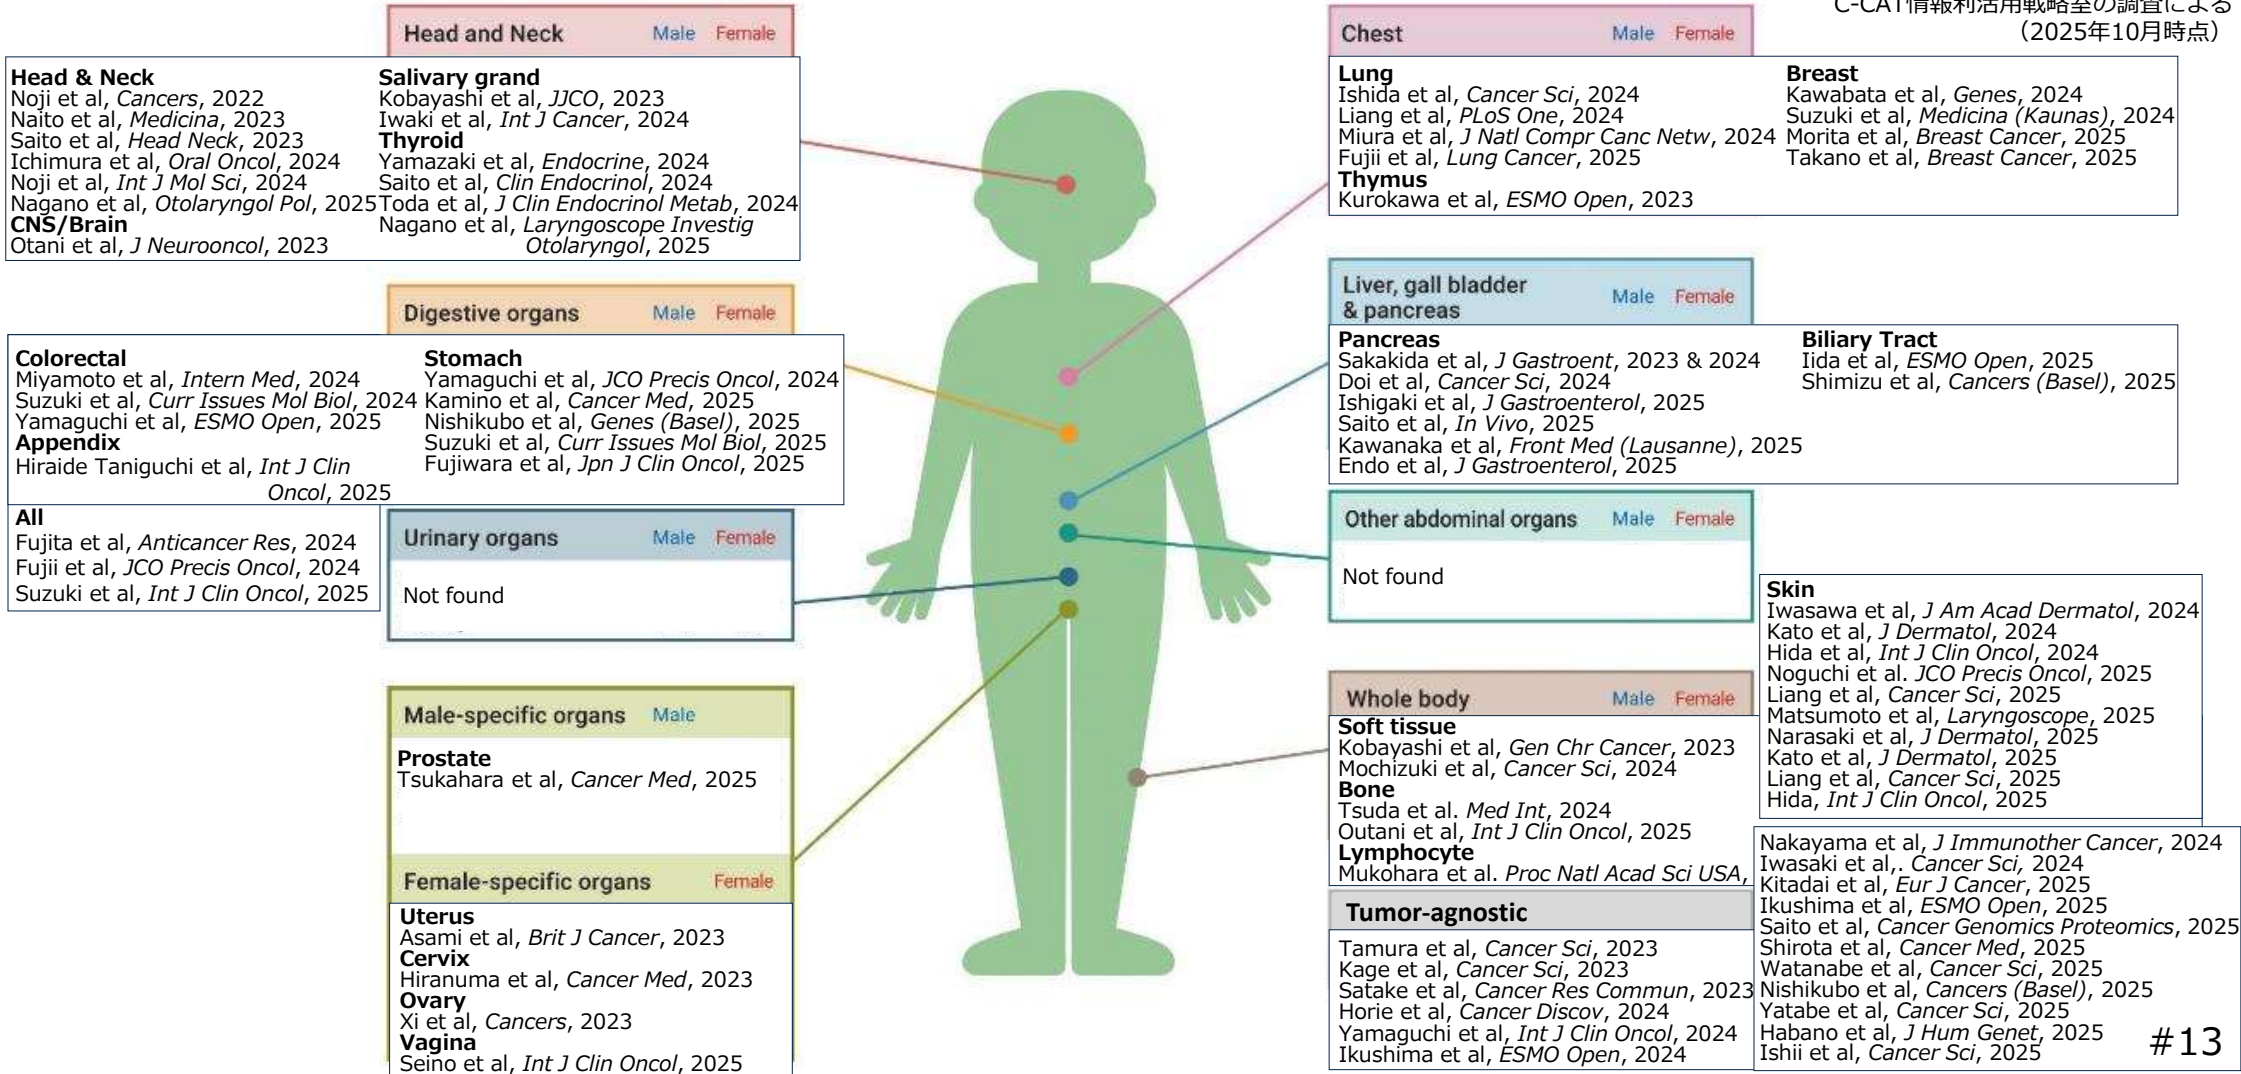 C-CAT情報利活用戦略室の調査による
（2025年10月時点）
Head and Neck Male Female
Head & Neck
Noji et al, Cancers, 2022
Naito et al, Medicina, 2023
Saito et al, Head Neck, 2023
Ichimura et al, Oral Oncol, 2024
Noji et al, Int J Mol Sci, 2024
Nagano et al, Otolaryngol Pol, 2025
CNS/Brain
Otani et al, J Neurooncol, 2023
Salivary grand
Kobayashi et al, JJCO, 2023
Iwaki et al, Int J Cancer, 2024
Thyroid
Yamazaki et al, Endocrine, 2024
Saito et al, Clin Endocrinol, 2024
Toda et al, J Clin Endocrinol Metab, 2024
Nagano et al, Laryngoscope Investig
Otolaryngol, 2025
Chest Male Female
Lung
Ishida et al, Cancer Sci, 2024
Liang et al, PLoS One, 2024
Miura et al, J Natl Compr Canc Netw, 2024
Fujii et al, Lung Cancer, 2025
Thymus
Kurokawa et al, ESMO Open, 2023
Breast
Kawabata et al, Genes, 2024
Suzuki et al, Medicina (Kaunas), 2024
Morita et al, Breast Cancer, 2025
Takano et al, Breast Cancer, 2025
Digestive organs Male Female
Colorectal
Miyamoto et al, Intern Med, 2024
Suzuki et al, Curr Issues Mol Biol, 2024
Yamaguchi et al, ESMO Open, 2025
Appendix
Hiraide Taniguchi et al, Int J Clin
Oncol, 2025
Stomach
Yamaguchi et al, JCO Precis Oncol, 2024
Kamino et al, Cancer Med, 2025
Nishikubo et al, Genes (Basel), 2025
Suzuki et al, Curr Issues Mol Biol, 2025
Fujiwara et al, Jpn J Clin Oncol, 2025
All
Fujita et al, Anticancer Res, 2024
Fujii et al, JCO Precis Oncol, 2024
Suzuki et al, Int J Clin Oncol, 2025
Liver, gall bladder
& pancreas Male Female
Pancreas
Sakakida et al, J Gastroent, 2023 & 2024
Doi et al, Cancer Sci, 2024
Ishigaki et al, J Gastroenterol, 2025
Saito et al, In Vivo, 2025
Kawanaka et al, Front Med (Lausanne), 2025
Endo et al, J Gastroenterol, 2025
Biliary Tract
Iida et al, ESMO Open, 2025
Shimizu et al, Cancers (Basel), 2025
Urinary organs Male Female
Not found
Other abdominal organs Male Female
Not found
Male-specific organs Male
Prostate
Tsukahara et al, Cancer Med, 2025
Female-specific organs Female
Uterus
Asami et al, Brit J Cancer, 2023
Cervix
Hiranuma et al, Cancer Med, 2023
Ovary
Xi et al, Cancers, 2023
Vagina
Seino et al, Int J Clin Oncol, 2025
Whole body Male Female
Soft tissue
Kobayashi et al, Gen Chr Cancer, 2023
Mochizuki et al, Cancer Sci, 2024
Bone
Tsuda et al. Med Int, 2024
Outani et al, Int J Clin Oncol, 2025
Lymphocyte
Mukohara et al. Proc Natl Acad Sci USA,
Skin
Iwasawa et al, J Am Acad Dermatol, 2024
Kato et al, J Dermatol, 2024
Hida et al, Int J Clin Oncol, 2024
Noguchi et al. JCO Precis Oncol, 2025
Liang et al, Cancer Sci, 2025
Matsumoto et al, Laryngoscope, 2025
Narasaki et al, J Dermatol, 2025
Kato et al, J Dermatol, 2025
Liang et al, Cancer Sci, 2025
Hida, Int J Clin Oncol, 2025
Tumor-agnostic
Tamura et al, Cancer Sci, 2023
Kage et al, Cancer Sci, 2023
Satake et al, Cancer Res Commun, 2023
Horie et al, Cancer Discov, 2024
Yamaguchi et al, Int J Clin Oncol, 2024
Ikushima et al, ESMO Open, 2024
Nakayama et al, J Immunother Cancer, 2024
Iwasaki et al,. Cancer Sci, 2024
Kitadai et al, Eur J Cancer, 2025
Ikushima et al, ESMO Open, 2025
Saito et al, Cancer Genomics Proteomics, 2025
Shirota et al, Cancer Med, 2025
Watanabe et al, Cancer Sci, 2025
Nishikubo et al, Cancers (Basel), 2025
Yatabe et al, Cancer Sci, 2025
Habano et al, J Hum Genet, 2025
Ishii et al, Cancer Sci, 2025
#13